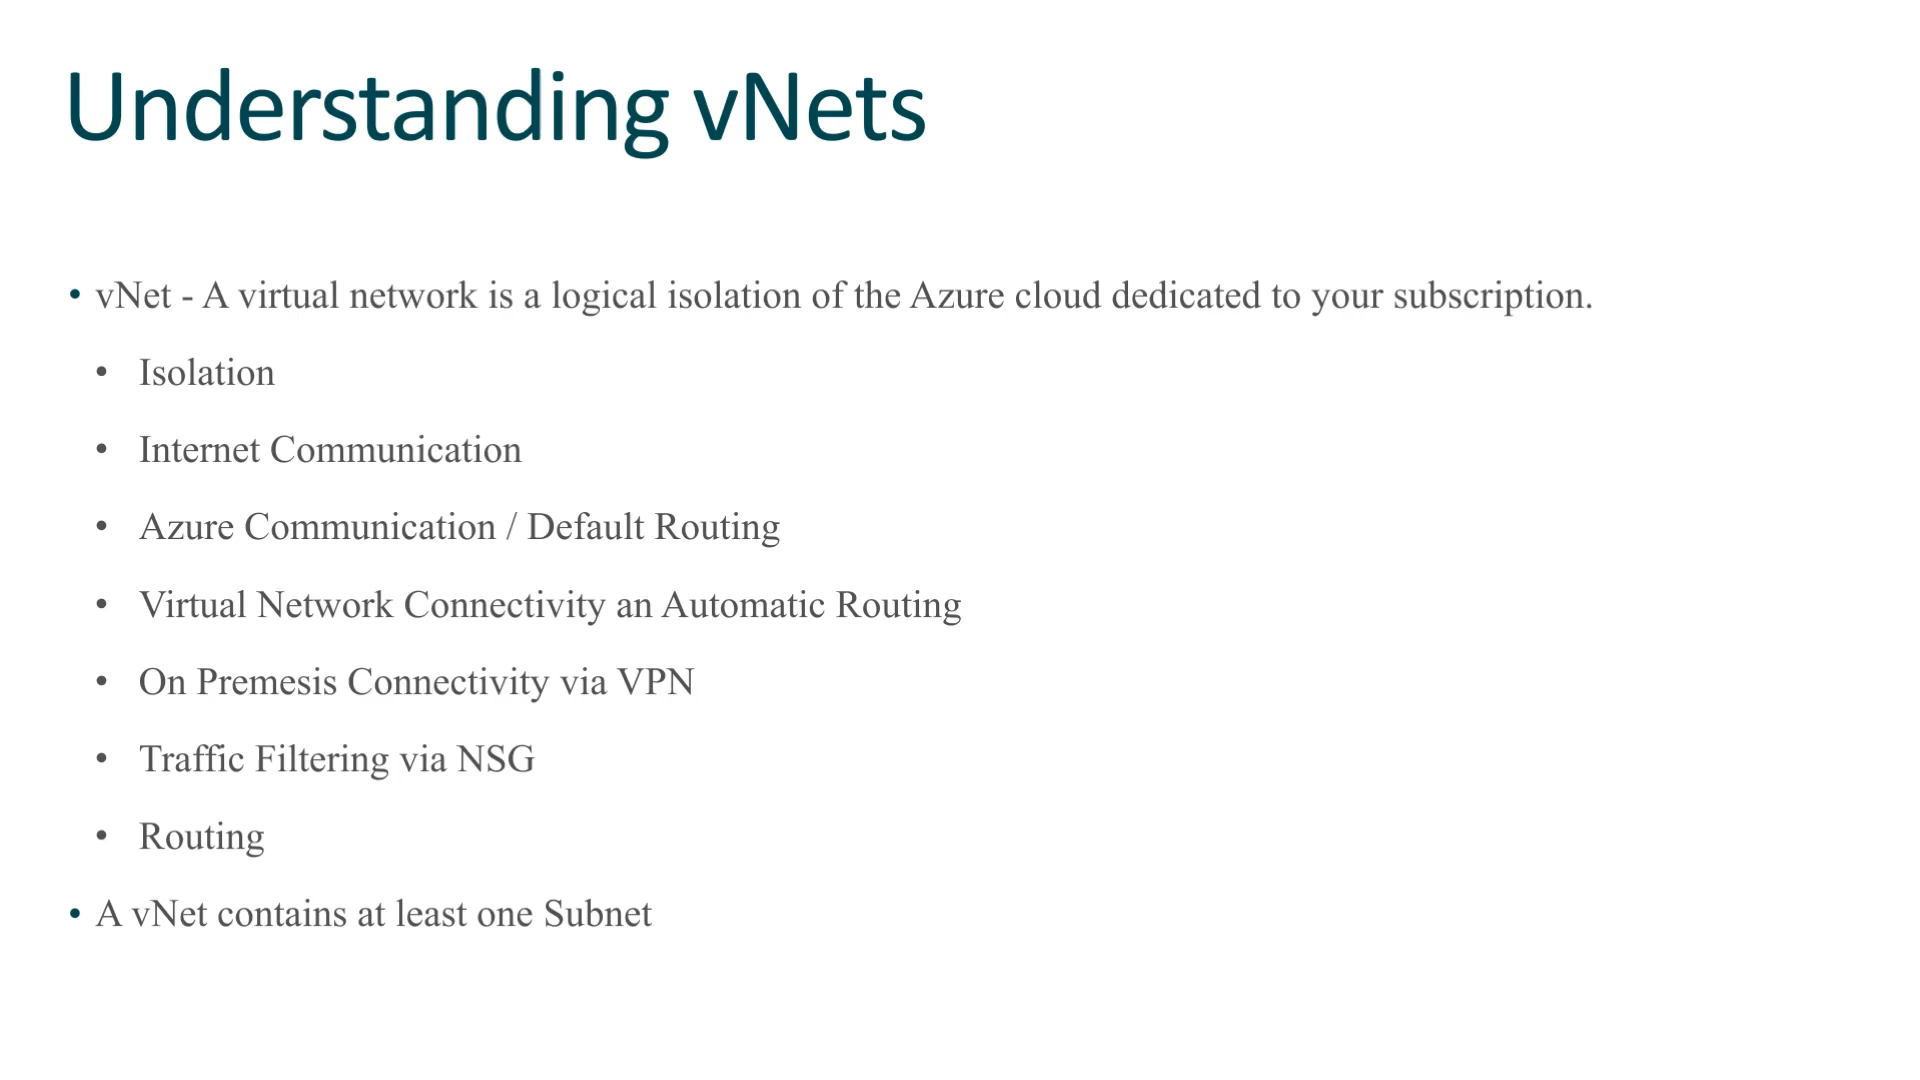 Understanding vNets
• vNet - A virtual network is a logical isolation of the Azure cloud dedicated to your subscription.
• Isolation
• Internet Communication
• Azure Communication / Default Routing
• Virtual Network Connectivity an Automatic Routing
• On Premesis Connectivity via VPN
• Traffic Filtering via NSG
• Routing
• A vNet contains at least one Subnet